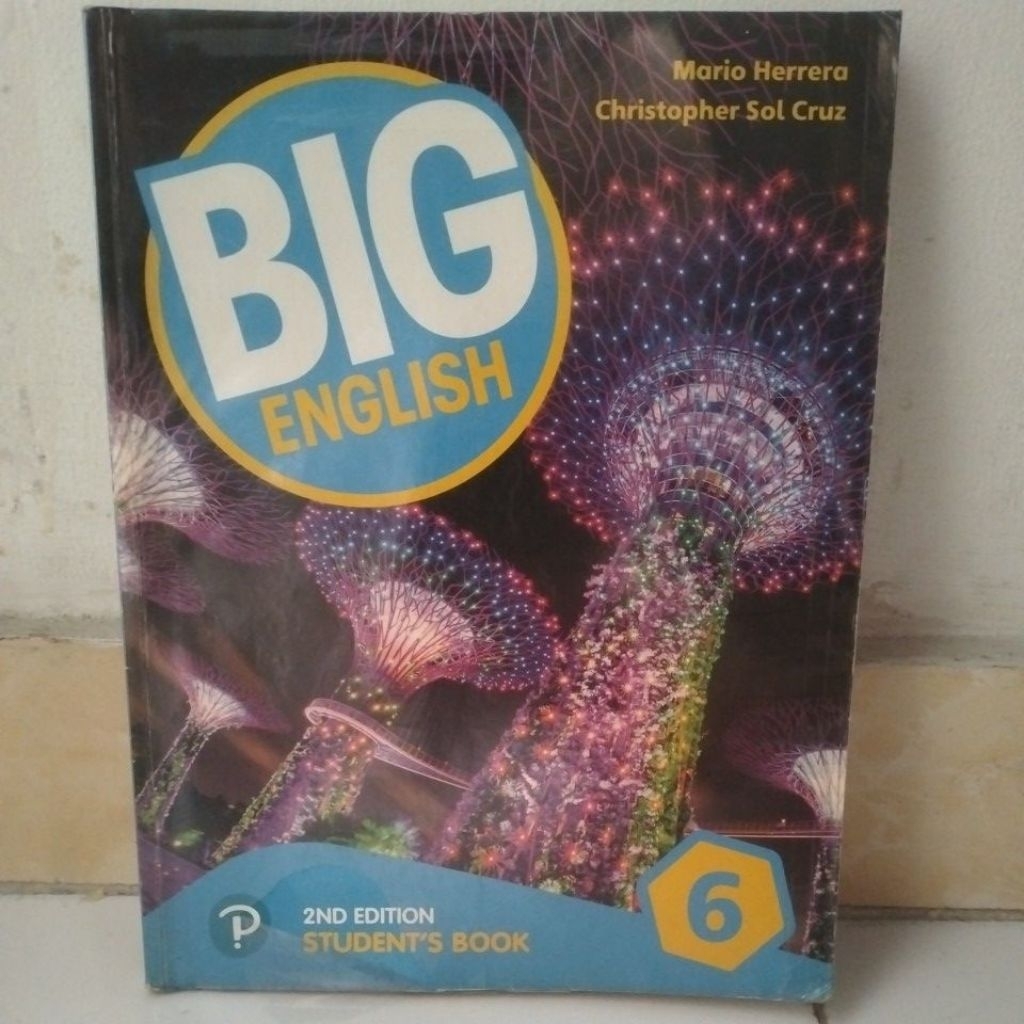 Mario Herrera
Christopher Sol Cruz
BIG
ENGLISH
2ND EDITION
STUDENT'S BOOK
6
P